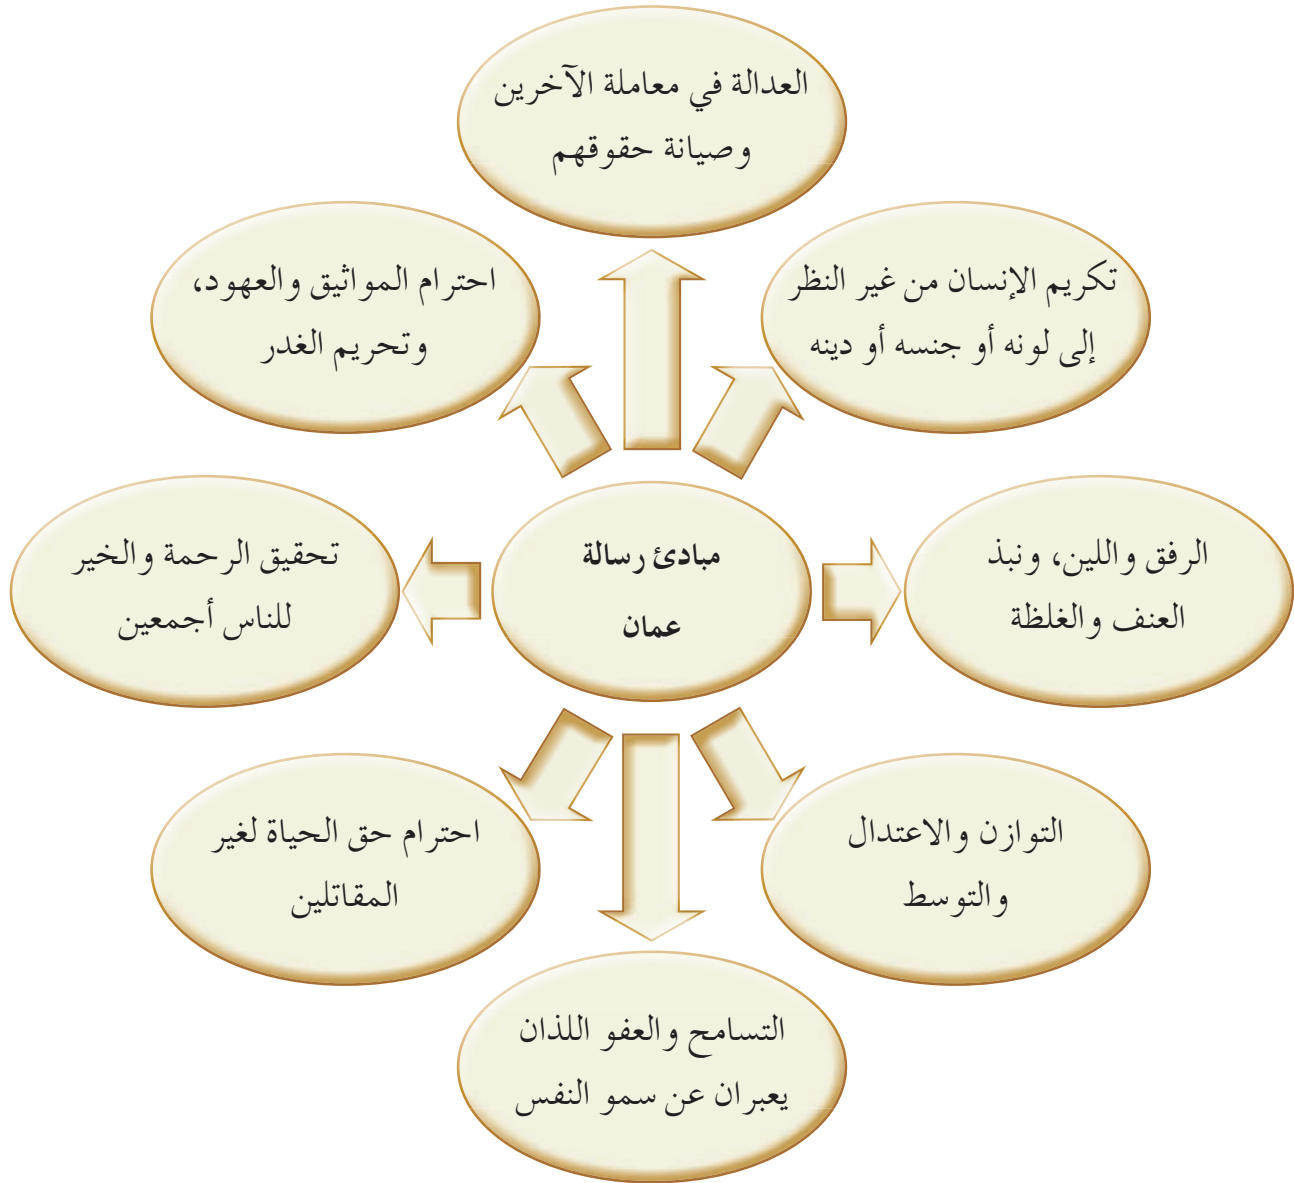 العدالة في معاملة الآخرين
وصيانة حقوقهم
تكريم الإنسان من غير النظر
إلى لونه أو جنسه أو دينه
احترام المواثيق والعهود،
وتحريم الغدر
الرفق واللين، ونبذ
العنف والغلظة
مبادئ رسالة
عمان
تحقيق الرحمة والخير
للناس أجمعين
التوازن والاعتدال
والتوسط
احترام حق الحياة لغير
المقاتلين
التسامح والعفو اللذان
يعبران عن سمو النفس